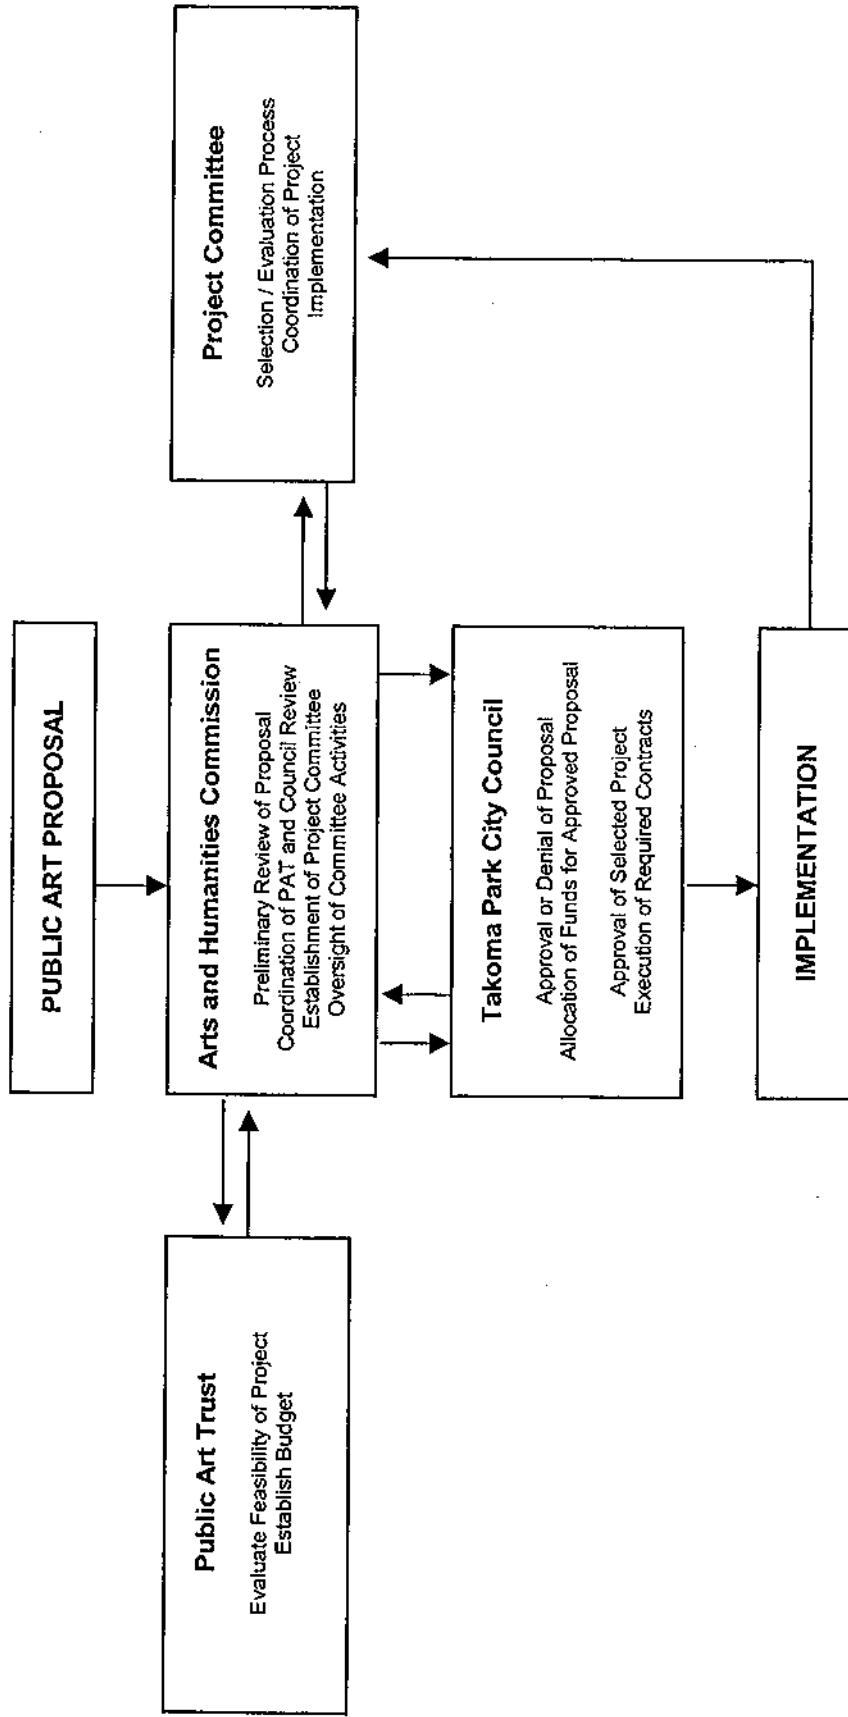 PUBLIC ART PROPOSAL
Public Art Trust
Evaluate Feasibility of Project
Establish Budget
Arts and Humanities Commission
Preliminary Review of Proposal
Coordination of PAT and Council Review
Establishment of Project Committee
Oversight of Committee Activities
Project Committee
Selection / Evaluation Process
Coordination of Project
Implementation
Takoma Park City Council
Approval or Denial of Proposal
Allocation of Funds for Approved Proposal
Approval of Selected Project
Execution of Required Contracts
IMPLEMENTATION